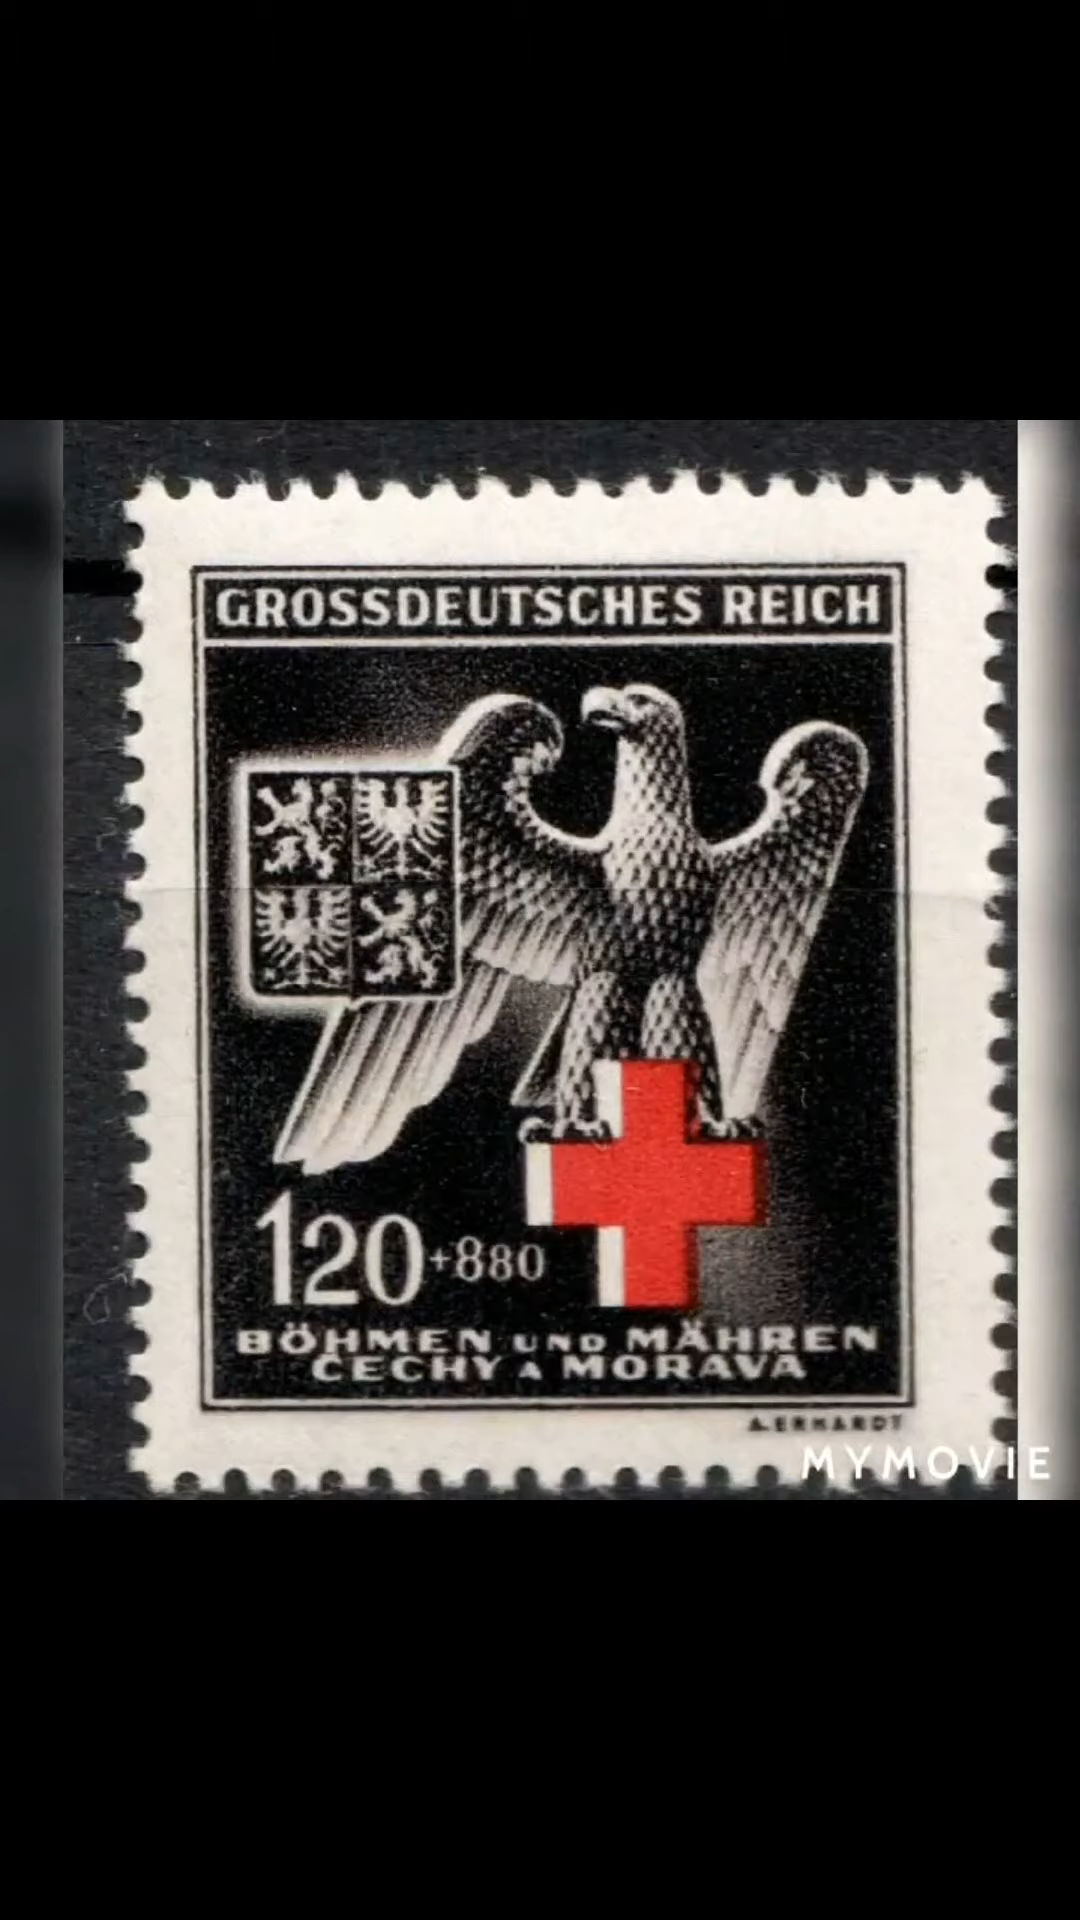 GROSSDEUTSCHES REICH
120 +880
BÖHMEN UND MÄHREN
ČECHY A MORAVA
A. ERHARDT
MYMOVIE